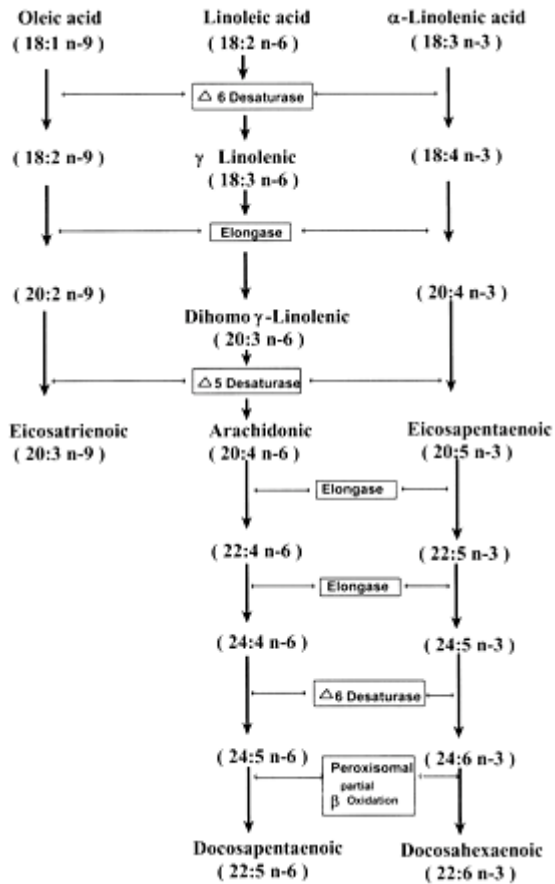 Oleic acid Linoleic acid α-Linolenic acid
( 18:1 n-9) ( 18:2 n-6) ( 18:3 n-3)
△ 6 Desaturase
( 18:2 n-9) γ Linolenic ( 18:4 n-3)
( 18:3 n-6)
Elongase
( 20:2 n-9) ( 20:4 n-3)
Dihomo γ-Linolenic
( 20:3 n-6)
△ 5 Desaturase
Eicosatrienoic Arachidonic Eicosapentaenoic
( 20:3 n-9) ( 20:4 n-6) ( 20:5 n-3)
Elongase
( 22:4 n-6) ( 22:5 n-3 )
Elongase
( 24:4 n-6) ( 24:5 n-3 )
△ 6 Desaturase
( 24:5 n-6) ( 24:6 n-3 )
Peroxisomal
partial
β Oxidation
Docosapentaenoic Docosahexaenoic
( 22:5 n-6 ) ( 22:6 n-3 )